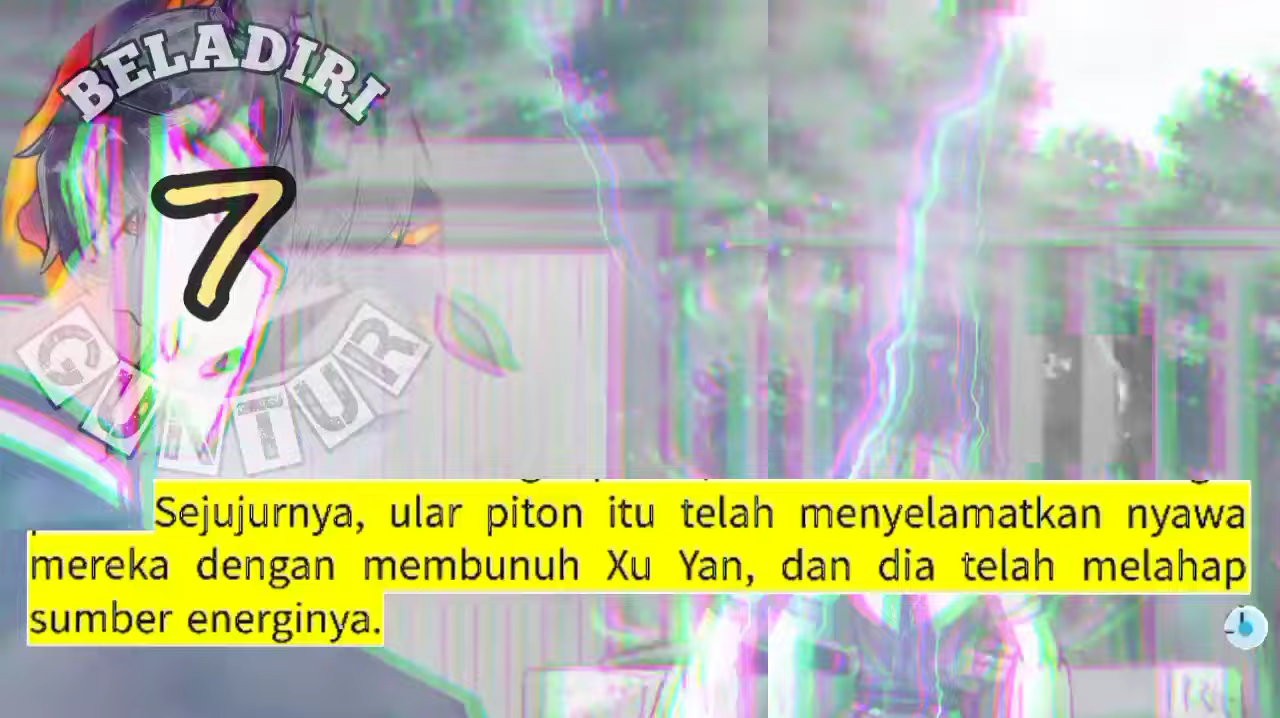 BELADIRI
7
GUNTUR
Sejujurnya, ular piton itu telah menyelamatkan nyawa
mereka dengan membunuh Xu Yan, dan dia telah melahap
sumber energinya.